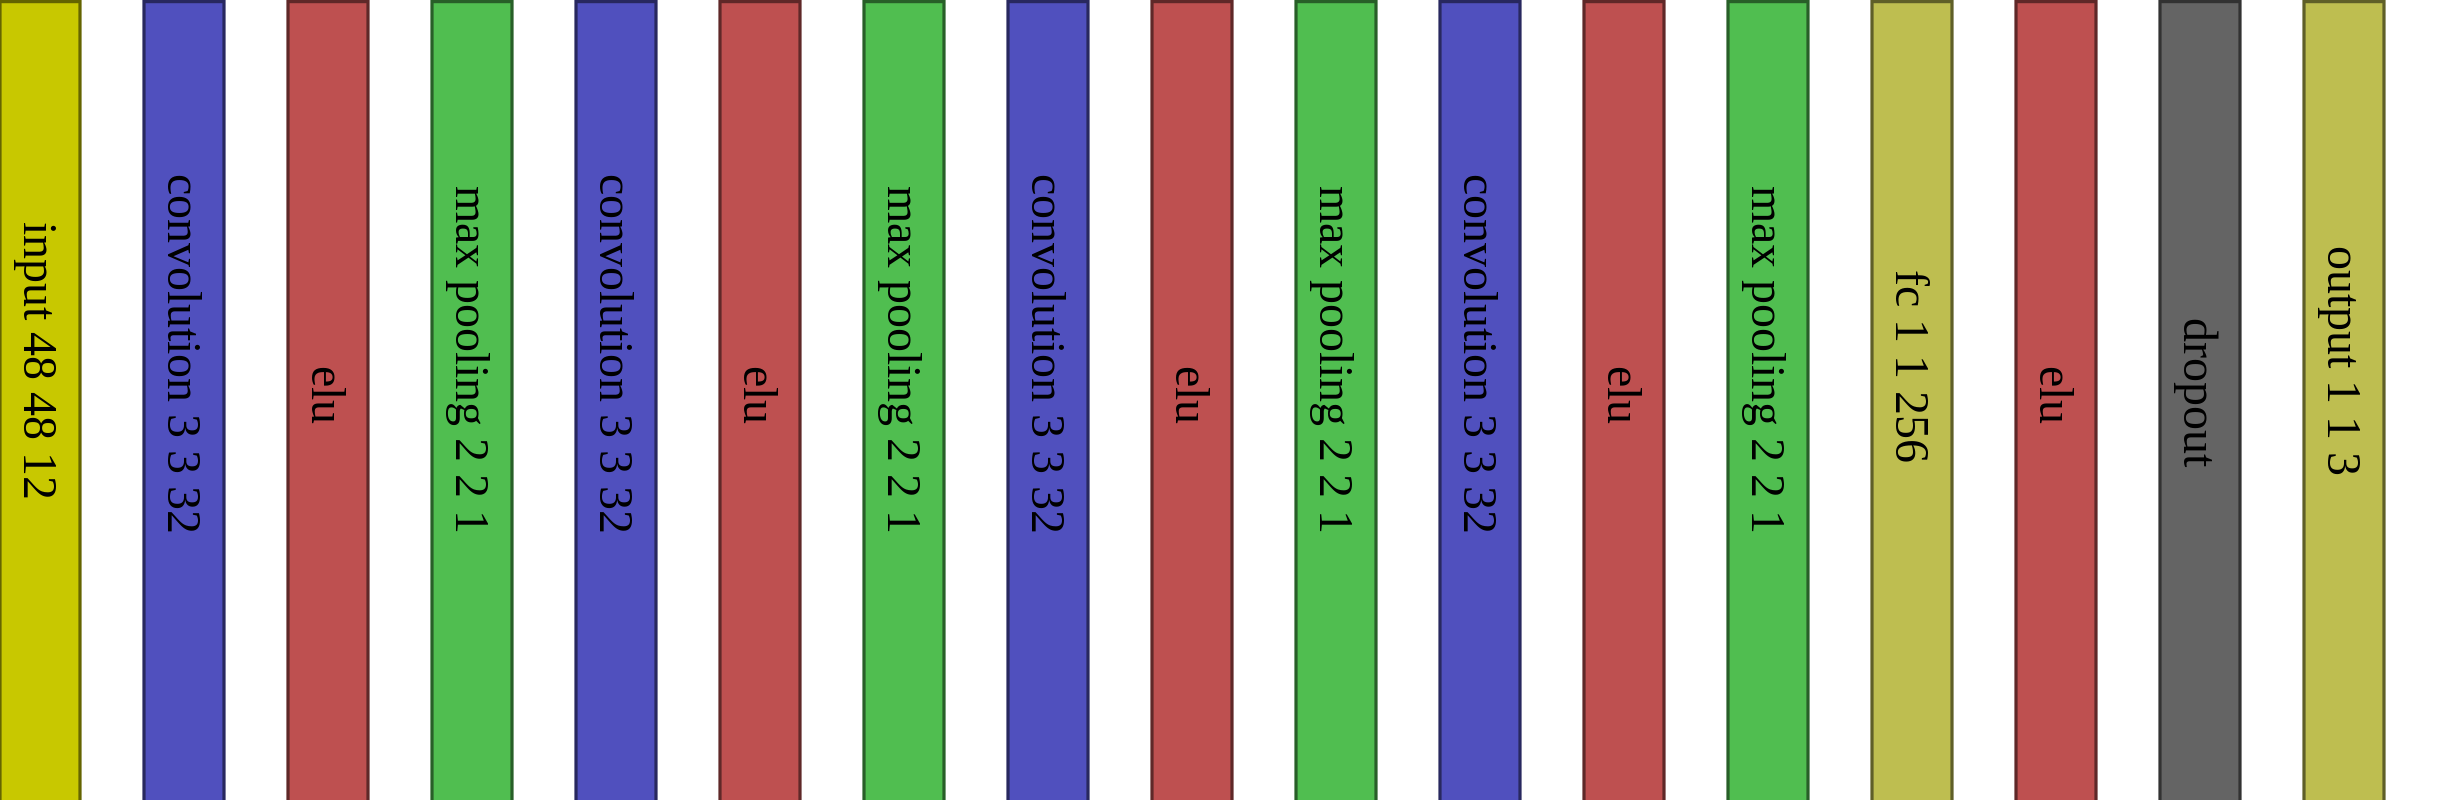 input 48 48 12
convolution 3 3 32
elu
max pooling 2 2 1
convolution 3 3 32
elu
max pooling 2 2 1
convolution 3 3 32
elu
max pooling 2 2 1
convolution 3 3 32
elu
max pooling 2 2 1
fc 1 1 256
elu
dropout
output 1 1 3